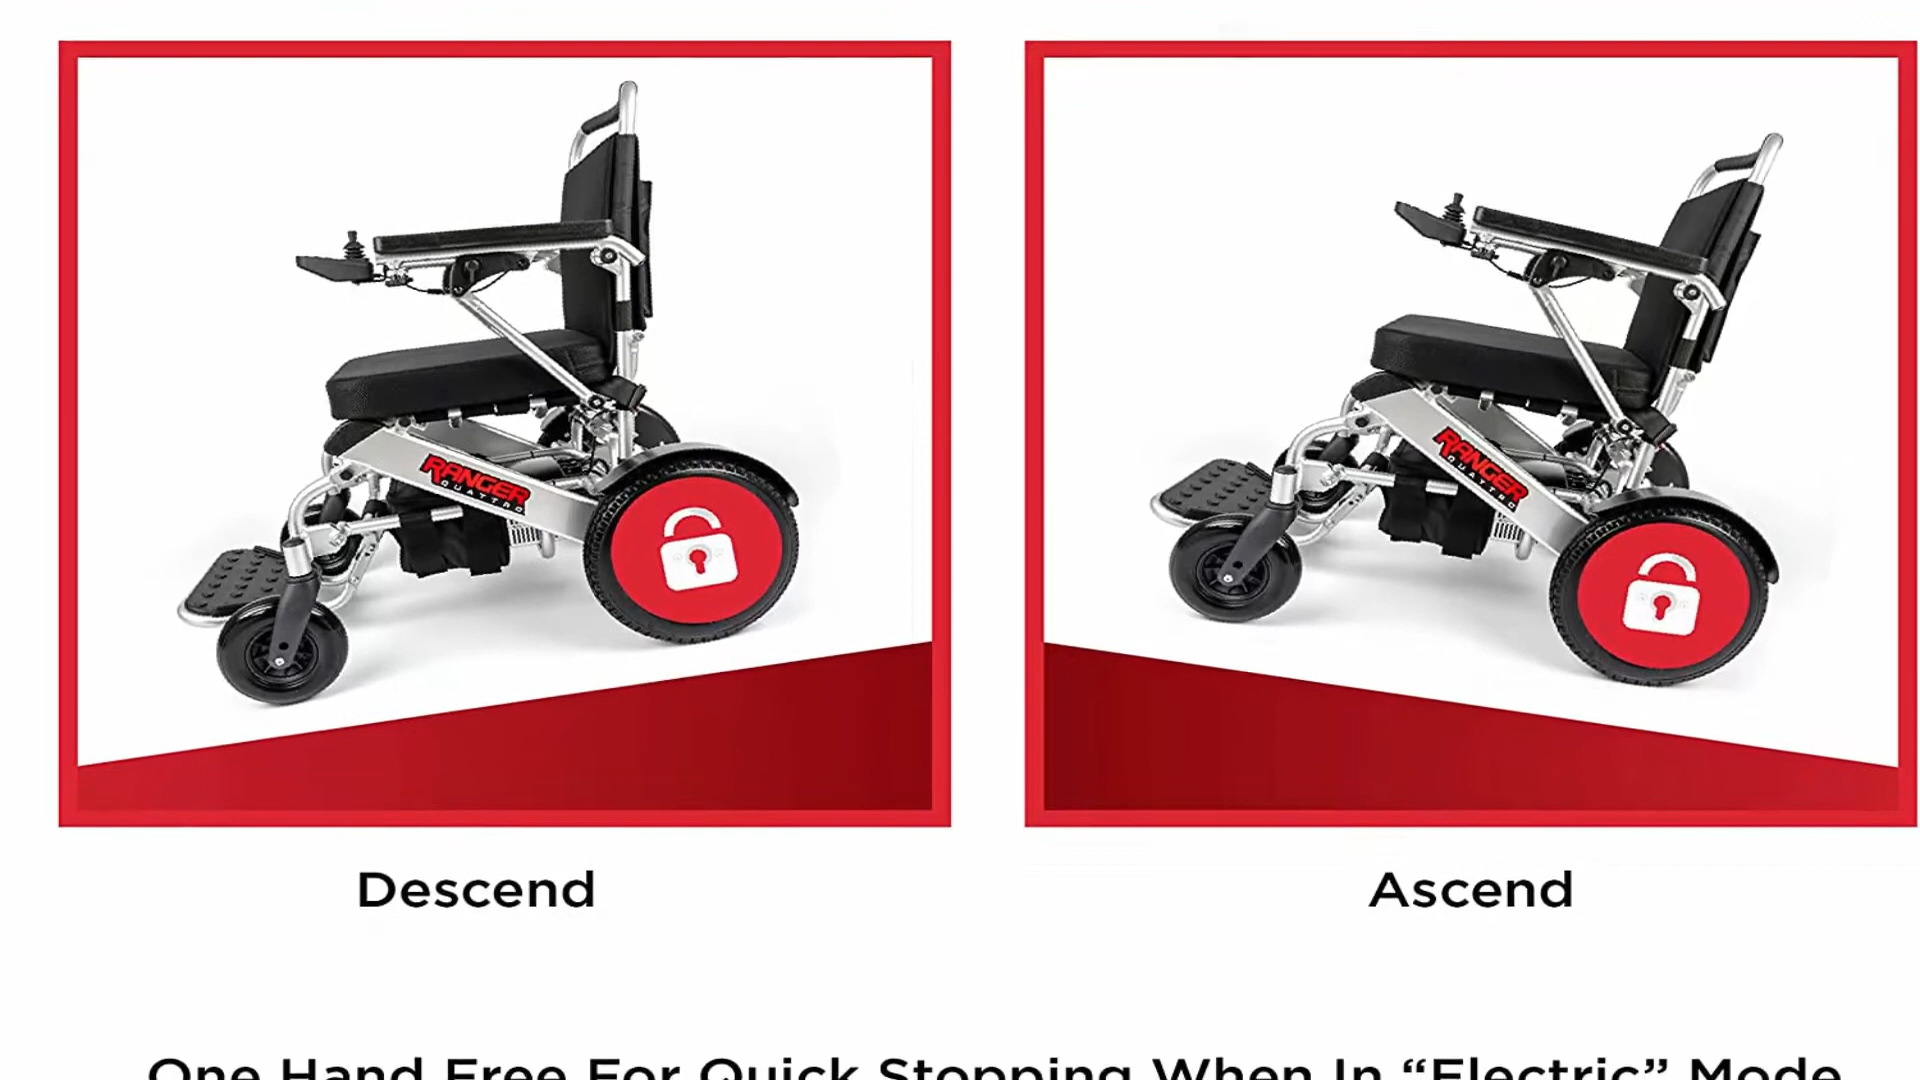 RANGER
QUATTRO
RANGER
QUATTRO
Descend
Ascend
One Hand Free For Quick Stopping When In “Electric” Mode